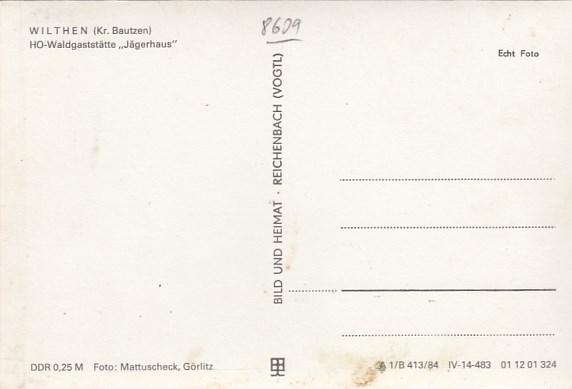 WILTHEN (Kr. Bautzen)
HO-Waldgaststätte „Jägerhaus"
8609
Echt Foto
BILD UND HEIMAT · REICHENBACH (VOGTL)
DDR 0,25 M Foto: Mattuscheck, Görlitz
A 1/B 413/84 IV-14-483 01 12 01 324